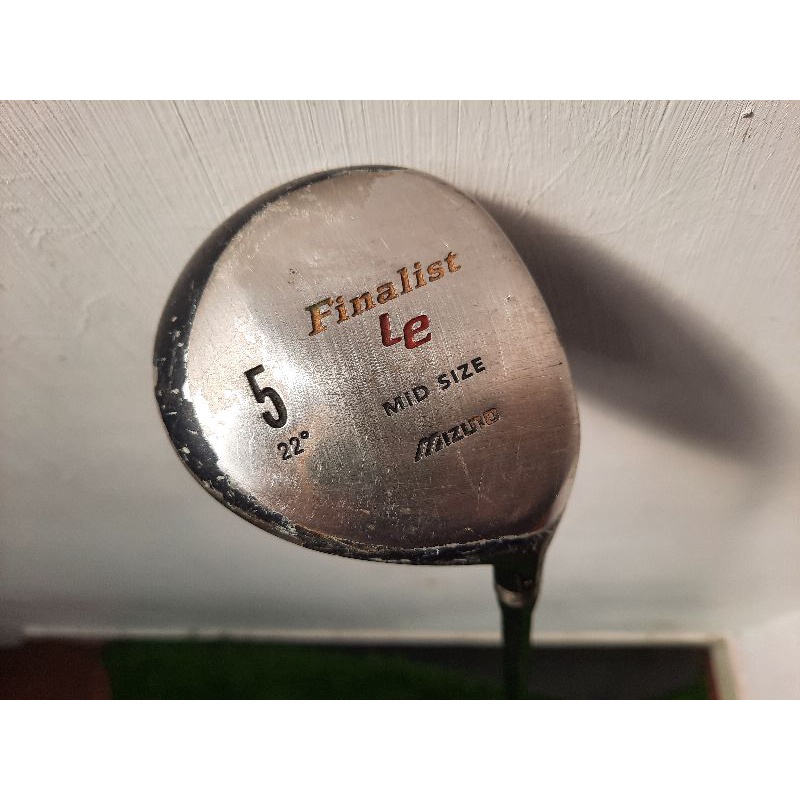 Finalist
Le
5
MID SIZE
22°
MIZUNO